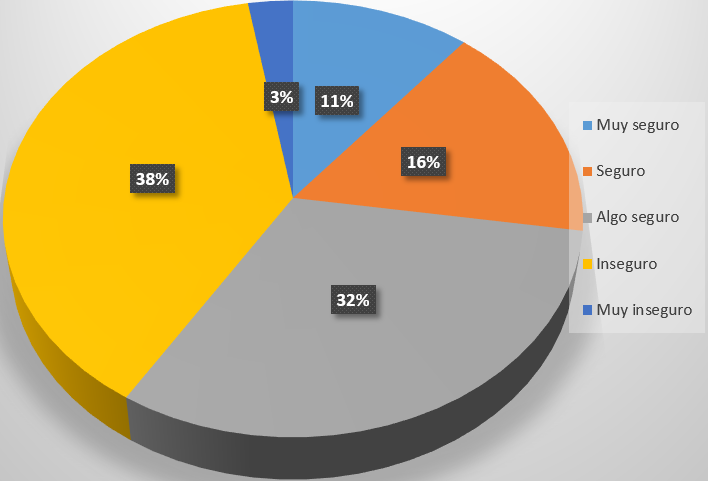 3%
11%
16%
38%
32%
Muy seguro
Seguro
Algo seguro
Inseguro
Muy inseguro